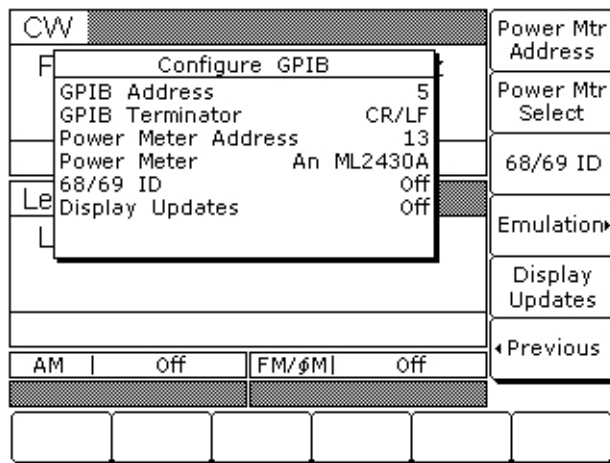 CW
F
Configure GPIB
GPIB Address 5
GPIB Terminator CR/LF
Power Meter Address 13
Power Meter An ML2430A
68/69 ID Off
Display Updates Off
Le
L
AM | Off
FM/ϕM| Off
Power Mtr
Address
Power Mtr
Select
68/69 ID
Emulation▸
Display
Updates
◂Previous